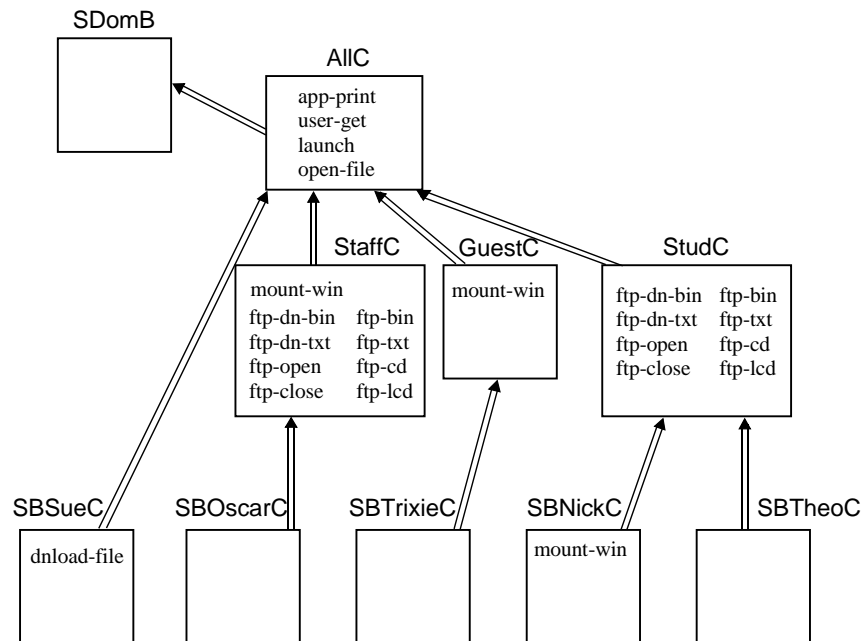 SDomB
AllC
app-print
user-get
launch
open-file
StaffC
mount-win
ftp-dn-bin ftp-bin
ftp-dn-txt ftp-txt
ftp-open ftp-cd
ftp-close ftp-lcd
GuestC
mount-win
StudC
ftp-dn-bin ftp-bin
ftp-dn-txt ftp-txt
ftp-open ftp-cd
ftp-close ftp-lcd
SBSueC
dnload-file
SBOscarC
SBTrixieC
SBNickC
mount-win
SBTheoC